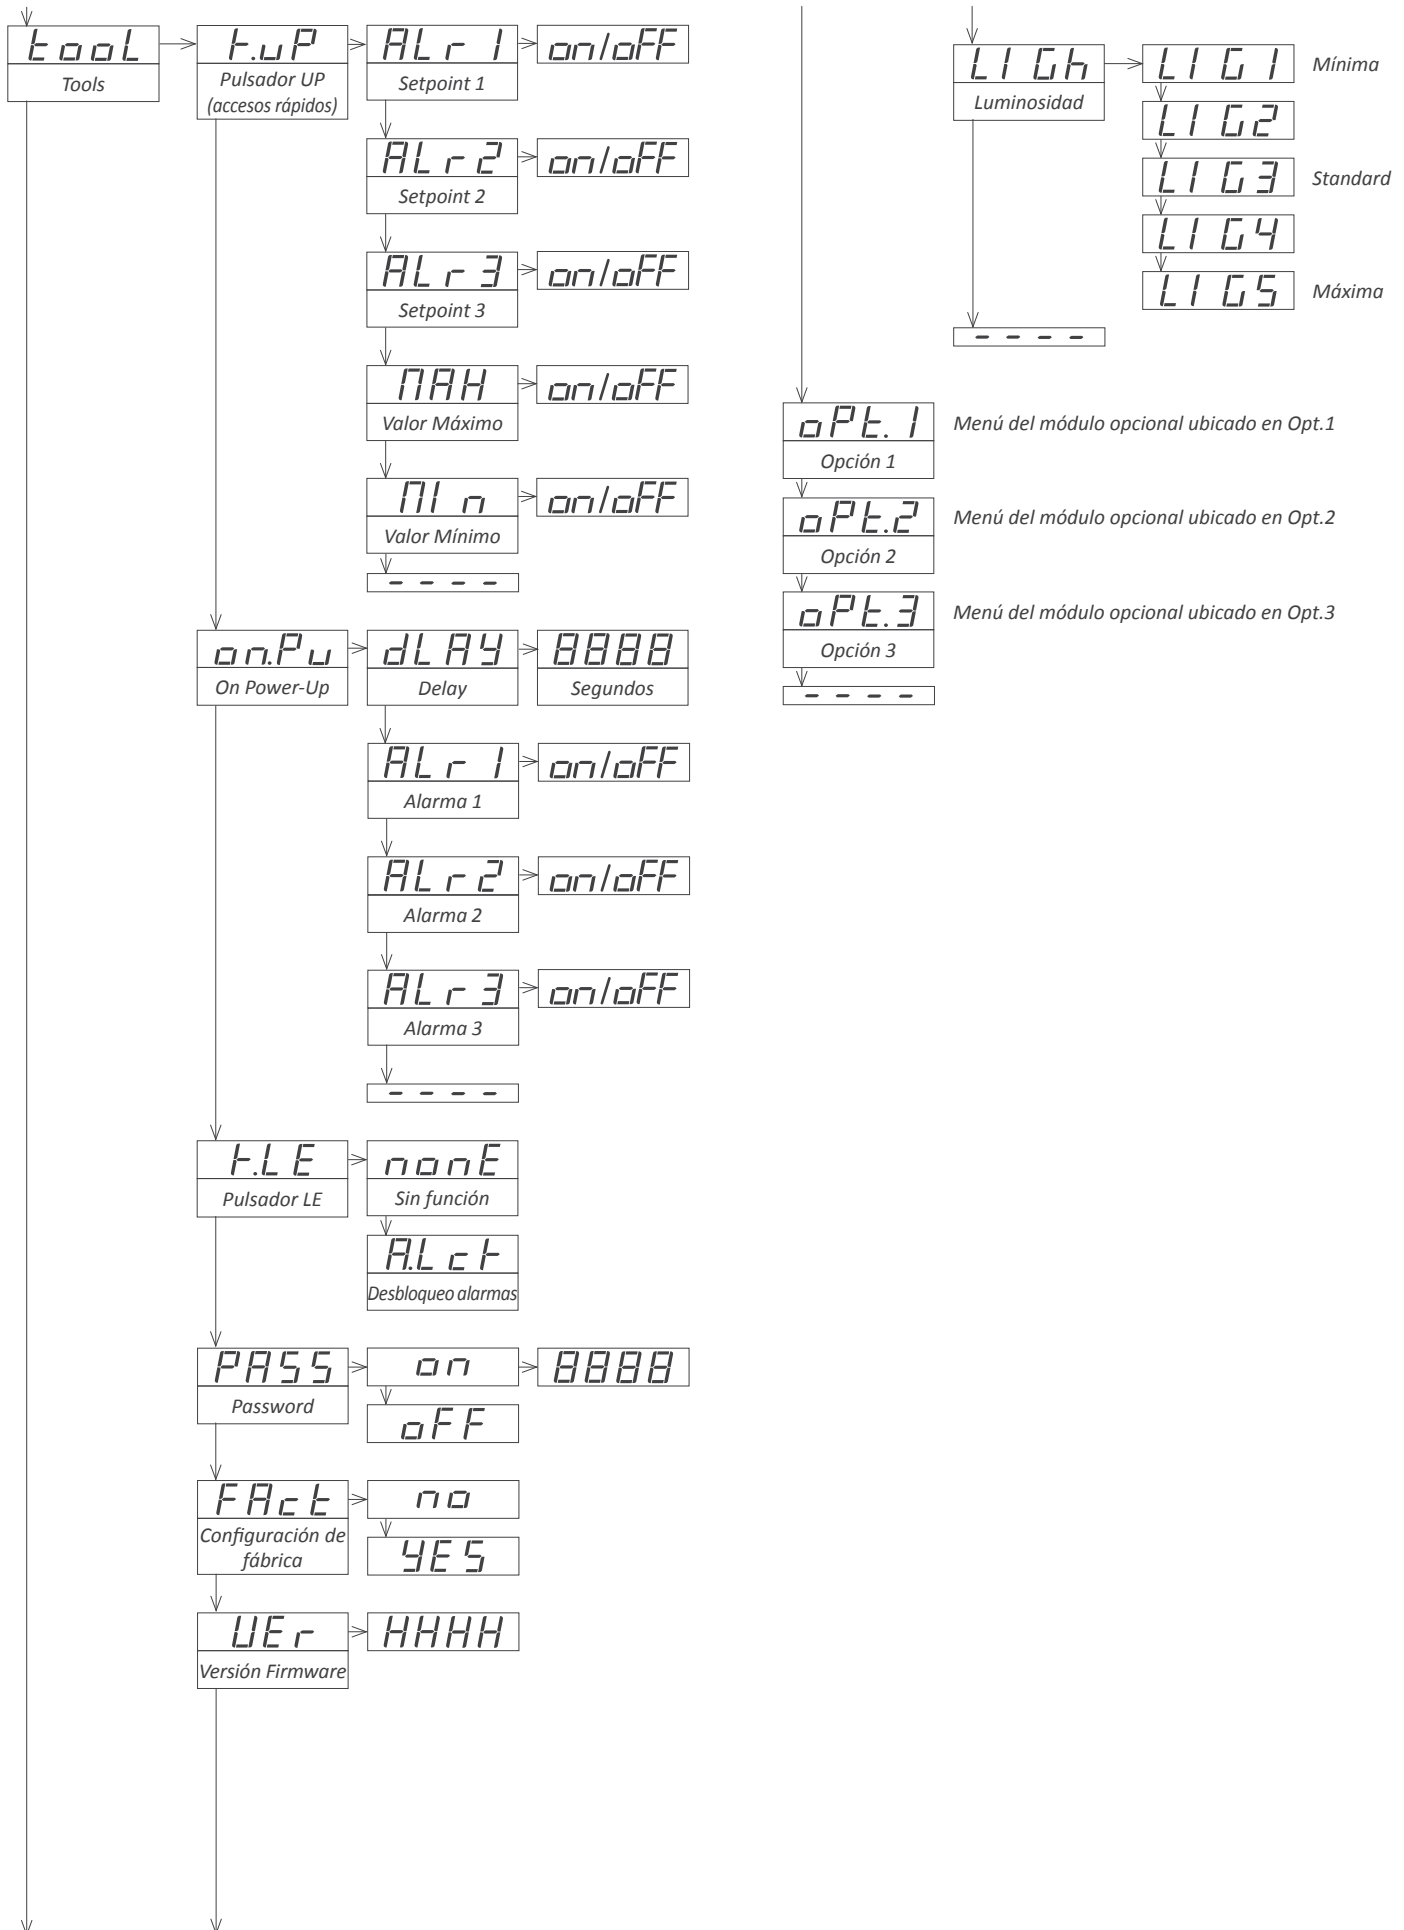 tooL
Tools
K.uP
Pulsador UP
(accesos rápidos)
ALr1
Setpoint 1
on/oFF
ALr2
Setpoint 2
on/oFF
ALr3
Setpoint 3
on/oFF
MAX
Valor Máximo
on/oFF
MIn
Valor Mínimo
on/oFF
----
on.Pu
On Power-Up
dLAY
Delay
8888
Segundos
ALr1
Alarma 1
on/oFF
ALr2
Alarma 2
on/oFF
ALr3
Alarma 3
on/oFF
----
K.LE
Pulsador LE
nonE
Sin función
A.LcK
Desbloqueo alarmas
PASS
Password
on
8888
oFF
FAct
Configuración de
fábrica
no
YES
VEr
Versión Firmware
HHHH
LIGh
Luminosidad
LIG1 Mínima
LIG2
LIG3 Standard
LIG4
LIG5 Máxima
----
oPt.1
Opción 1
Menú del módulo opcional ubicado en Opt.1
oPt.2
Opción 2
Menú del módulo opcional ubicado en Opt.2
oPt.3
Opción 3
Menú del módulo opcional ubicado en Opt.3
----